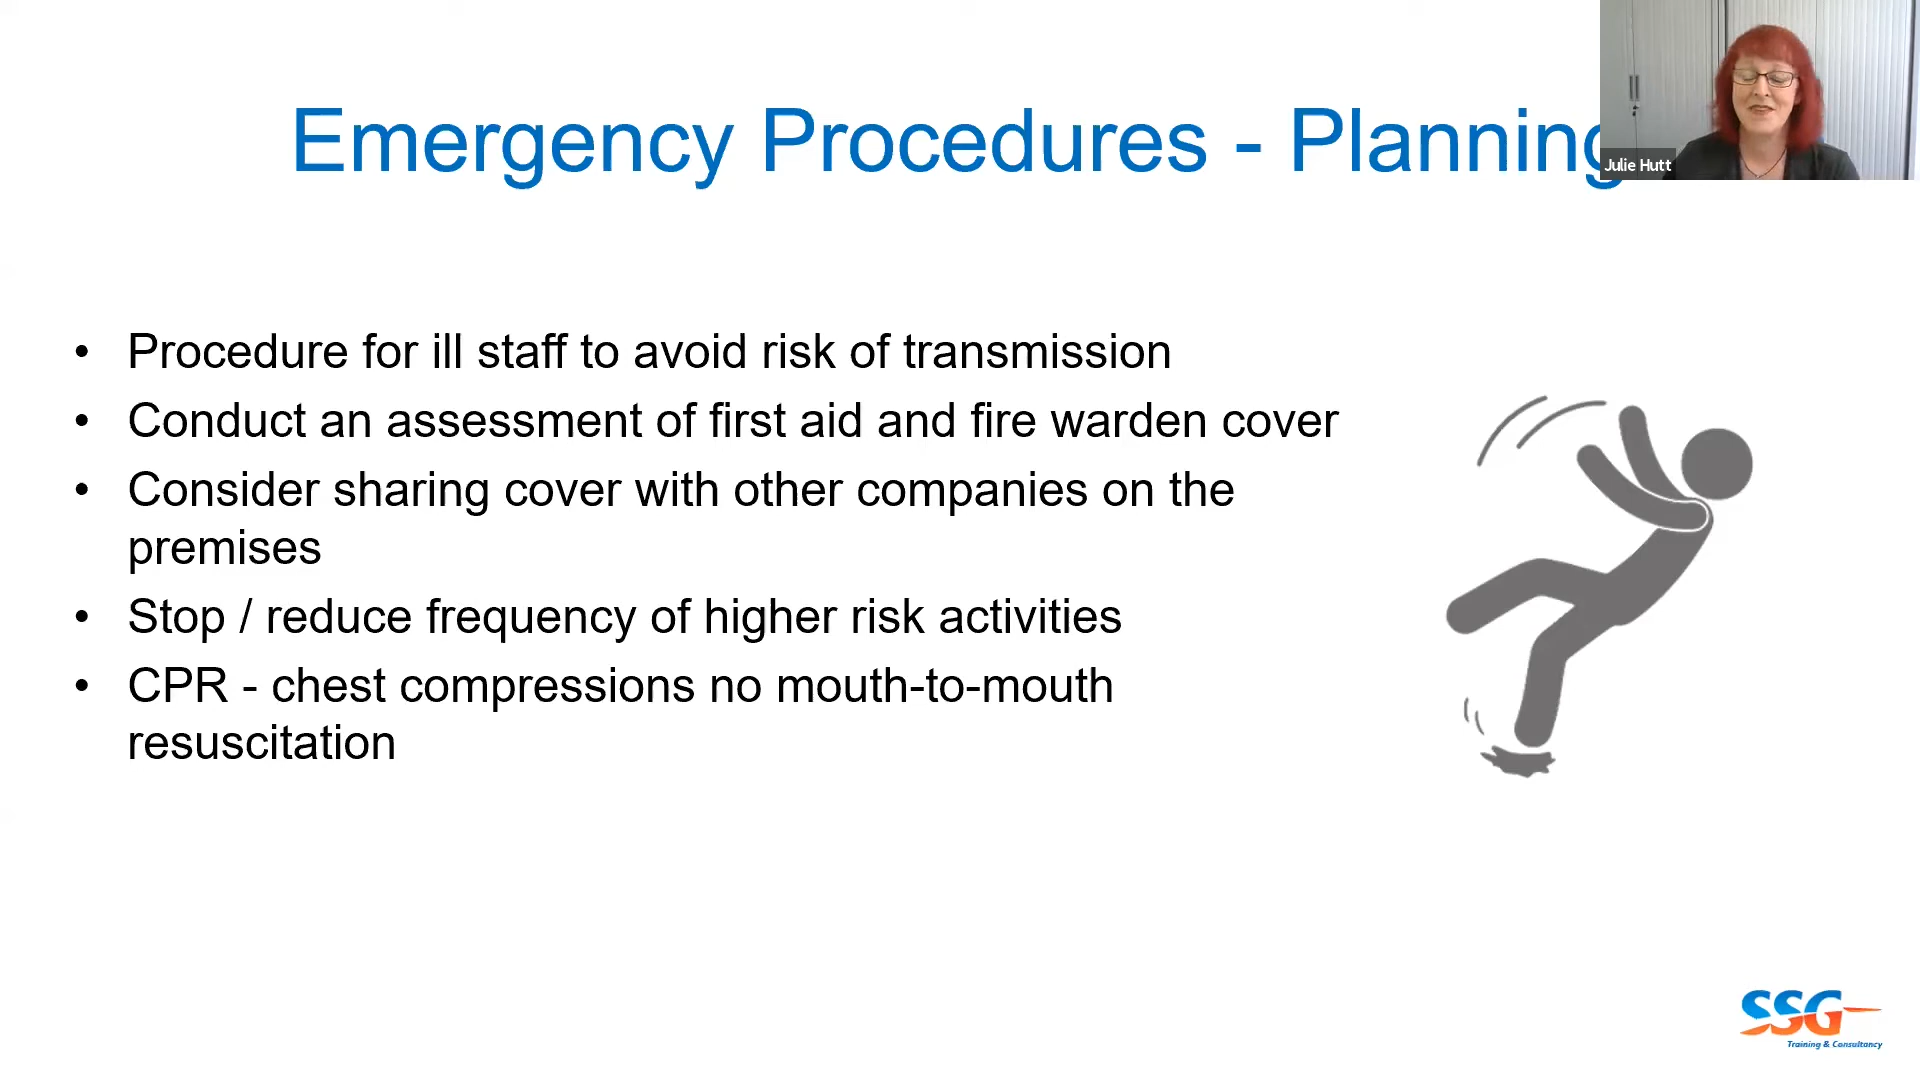 Emergency Procedures - Planning
Julie Hutt
• Procedure for ill staff to avoid risk of transmission
• Conduct an assessment of first aid and fire warden cover
• Consider sharing cover with other companies on the
premises
• Stop / reduce frequency of higher risk activities
• CPR - chest compressions no mouth-to-mouth
resuscitation
SSG
Training & Consultancy